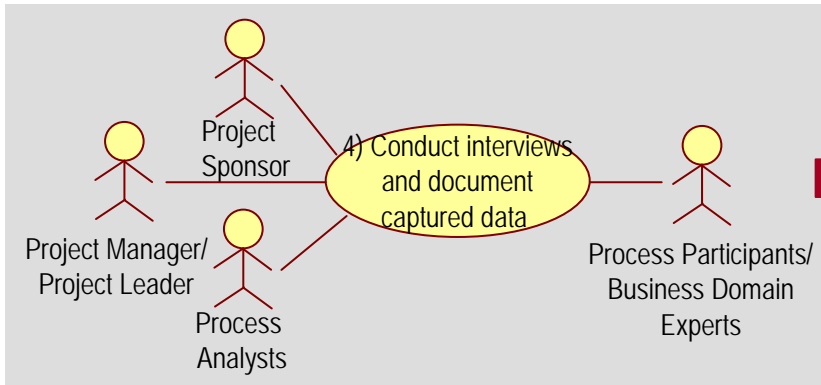 Project
Sponsor
4) Conduct interviews
and document
captured data
Project Manager/
Project Leader
Process
Analysts
Process Participants/
Business Domain
Experts